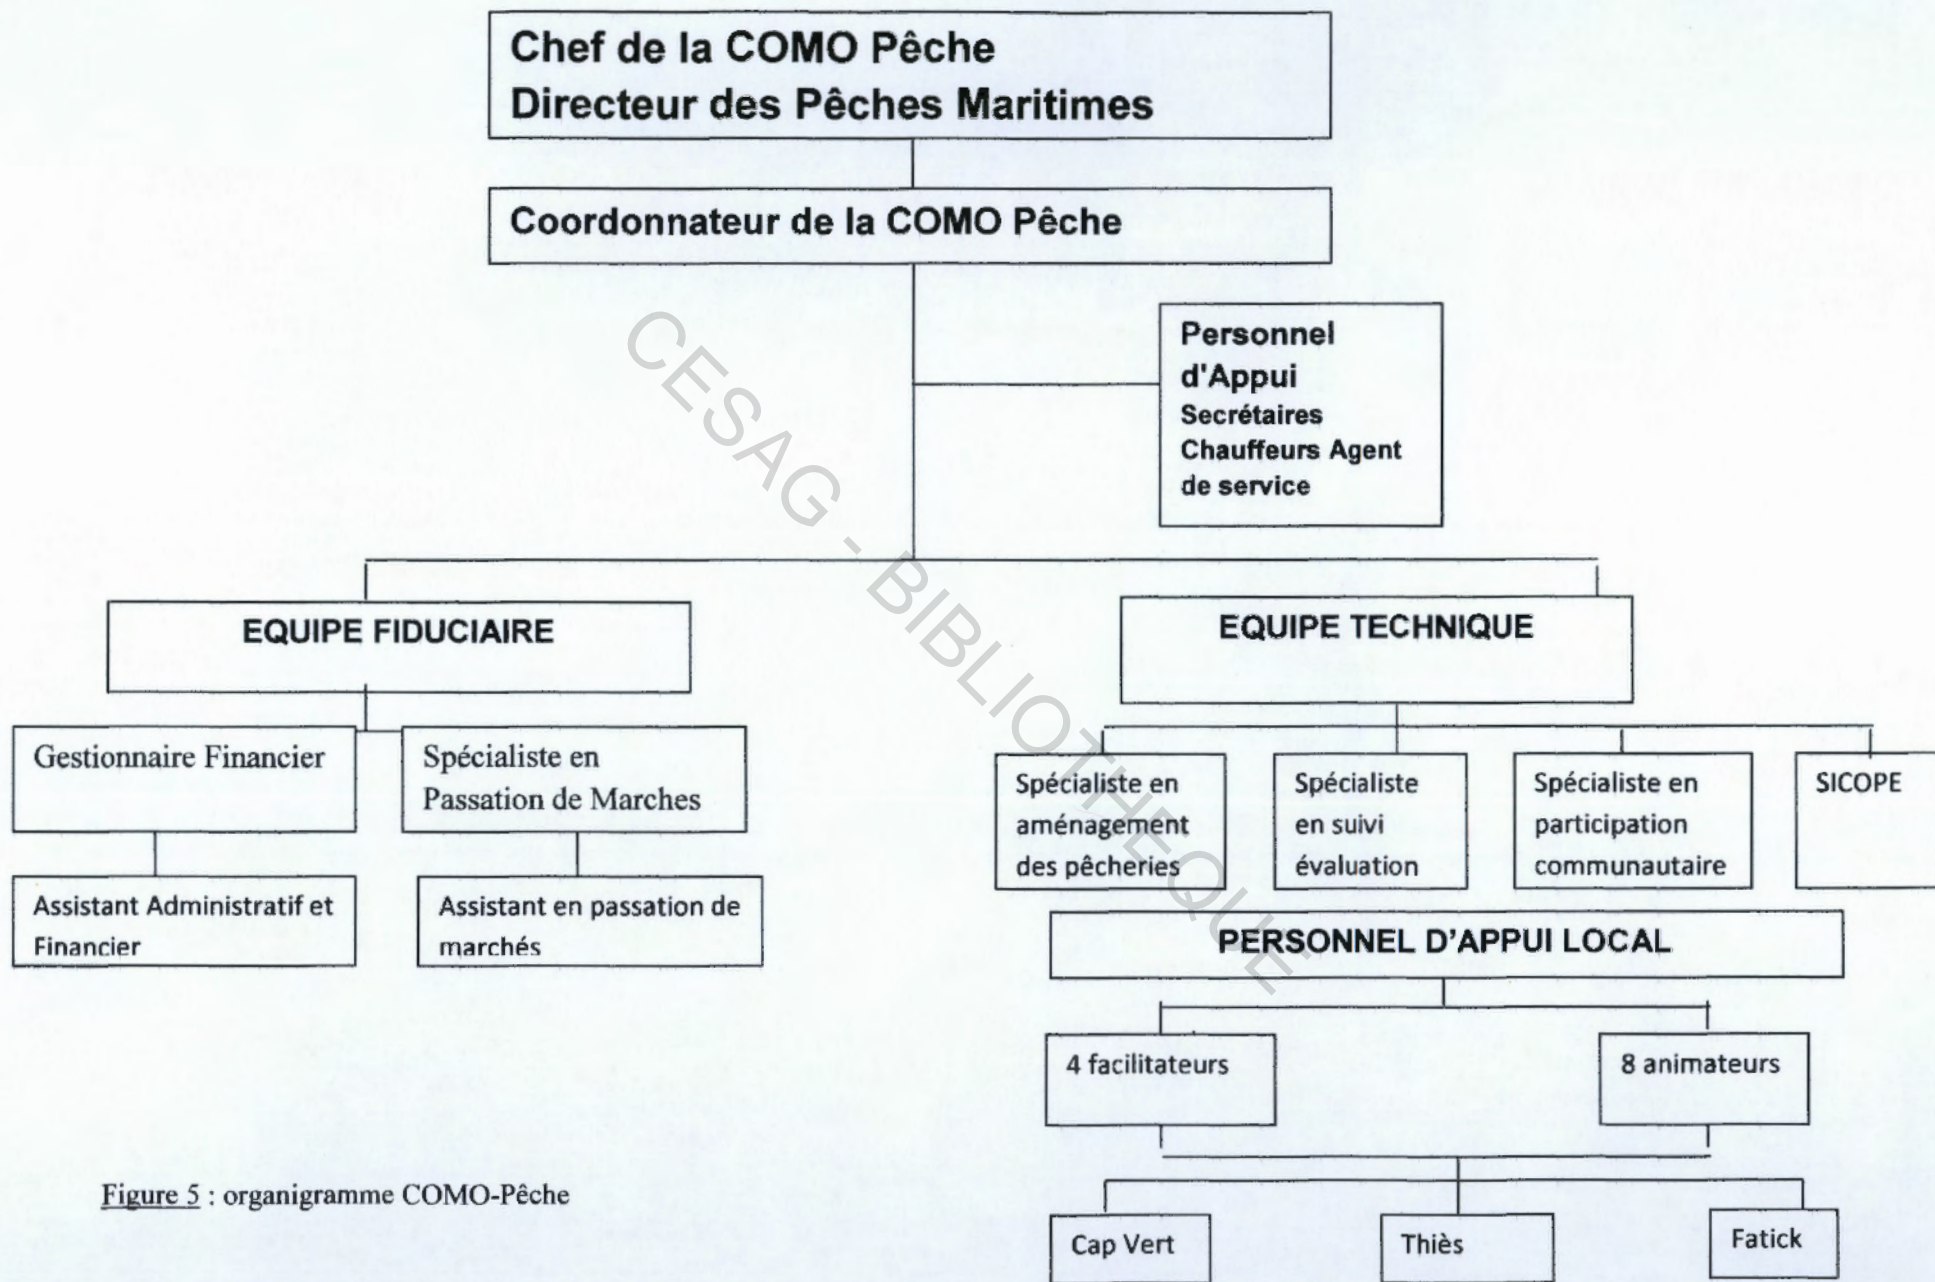 Chef de la COMO Pêche
Directeur des Pêches Maritimes
Coordonnateur de la COMO Pêche
Personnel
d'Appui
Secrétaires
Chauffeurs Agent
de service
CESAG - BIBLIOTHEQUE
EQUIPE FIDUCIAIRE
EQUIPE TECHNIQUE
Gestionnaire Financier
Spécialiste en
Passation de Marches
Assistant Administratif et
Financier
Assistant en passation de
marchés
Spécialiste en
aménagement
des pêcheries
Spécialiste
en suivi
évaluation
Spécialiste en
participation
communautaire
SICOPE
PERSONNEL D'APPUI LOCAL
4 facilitateurs
8 animateurs
Cap Vert
Thiès
Fatick
Figure 5 : organigramme COMO-Pêche